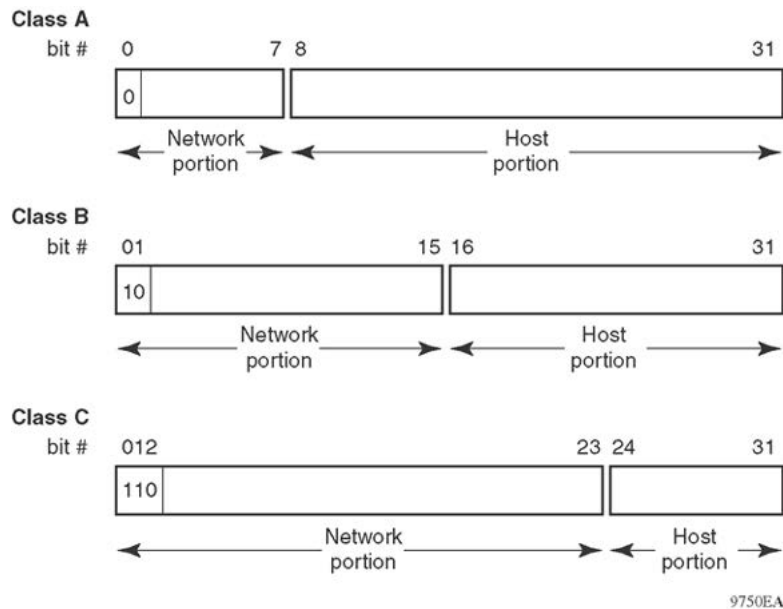 Class A
bit # 0 7 8 31
0
Network portion Host portion
Class B
bit # 01 15 16 31
10
Network portion Host portion
Class C
bit # 012 23 24 31
110
Network portion Host portion
9750EA